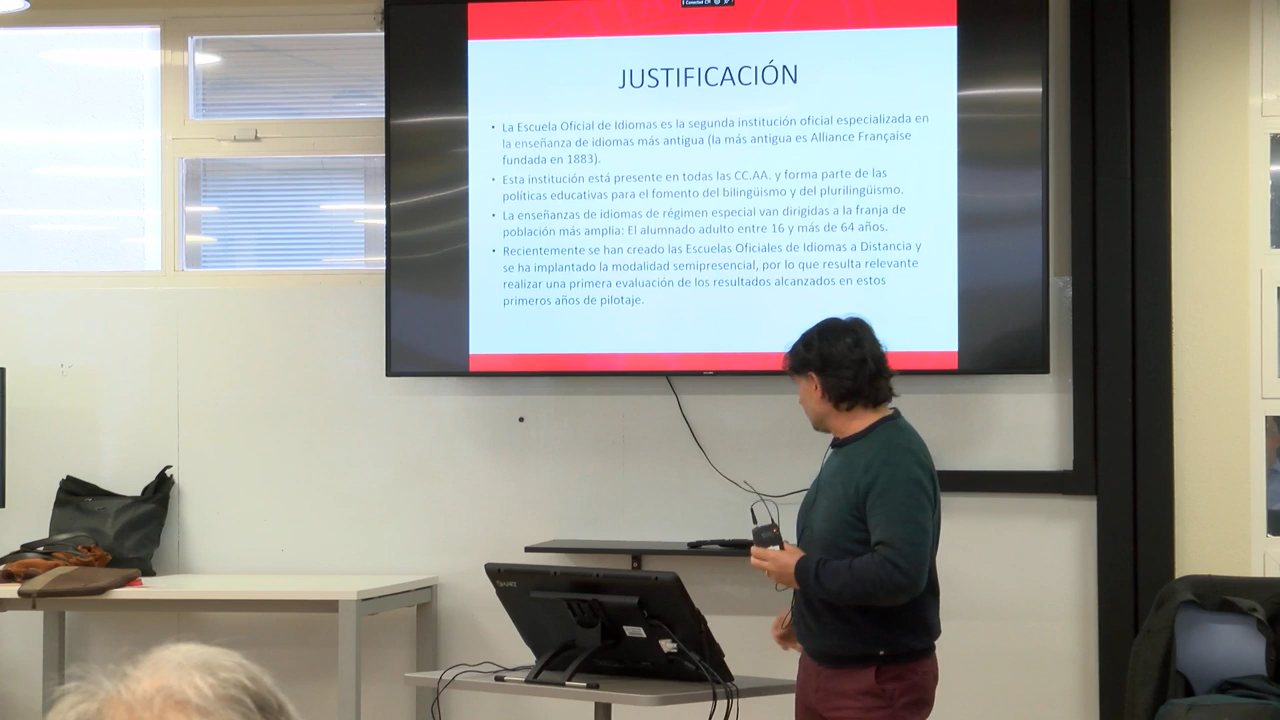 JUSTIFICACIÓN
• La Escuela Oficial de Idiomas es la segunda institución oficial especializada en
la enseñanza de idiomas más antigua (la más antigua es Alliance Française
fundada en 1883).
• Esta institución está presente en todas las CC.AA. y forma parte de las
políticas educativas para el fomento del bilingüismo y del plurilingüismo.
• La enseñanzas de idiomas de régimen especial van dirigidas a la franja de
población más amplia: El alumnado adulto entre 16 y más de 64 años.
• Recientemente se han creado las Escuelas Oficiales de Idiomas a Distancia y
se ha implantado la modalidad semipresencial, por lo que resulta relevante
realizar una primera evaluación de los resultados alcanzados en estos
primeros años de pilotaje.
SMART